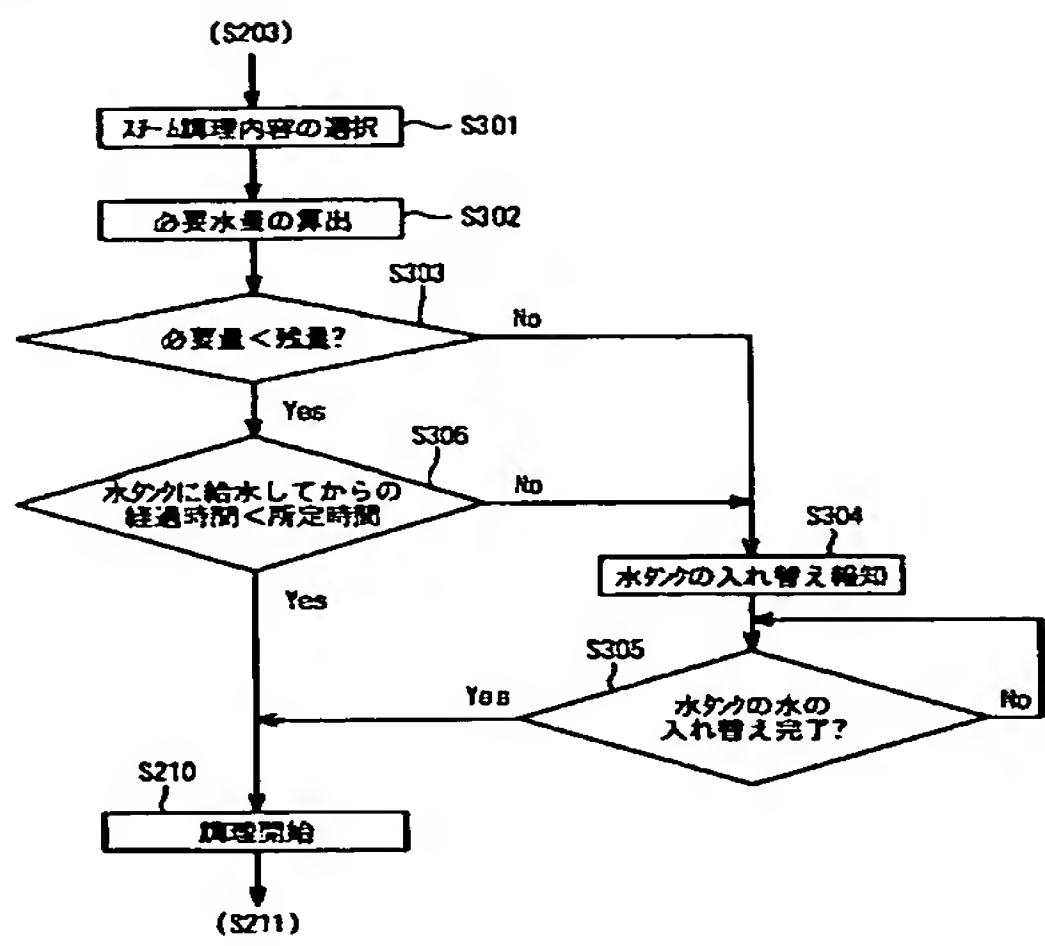 (S203)
スチーム調理内容の選択
S301
必要水量の算出
S302
S303
必要量<残量?
No
Yes
S306
水タンクに給水してからの
経過時間<所定時間
No
Yes
S304
水タンクの入れ替え報知
S305
水タンクの水の
入れ替え完了?
Yes
No
S210
調理開始
(S211)